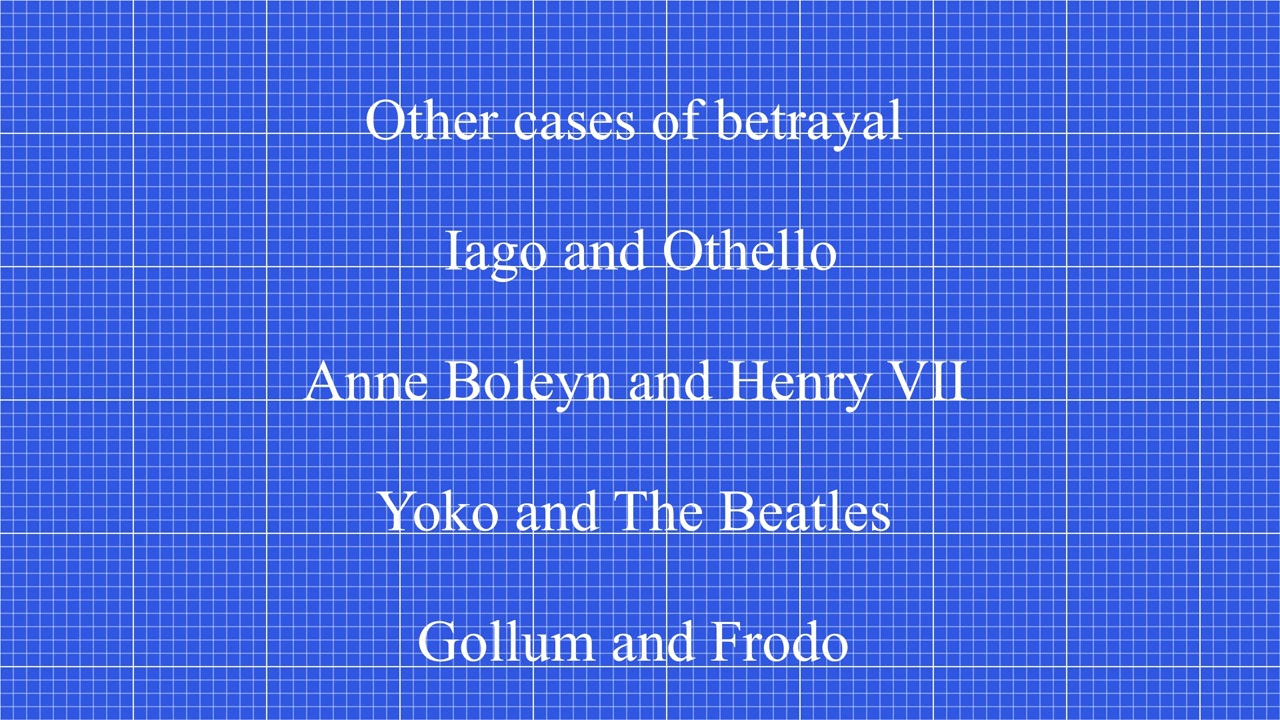 Other cases of betrayal
Iago and Othello
Anne Boleyn and Henry VII
Yoko and The Beatles
Gollum and Frodo